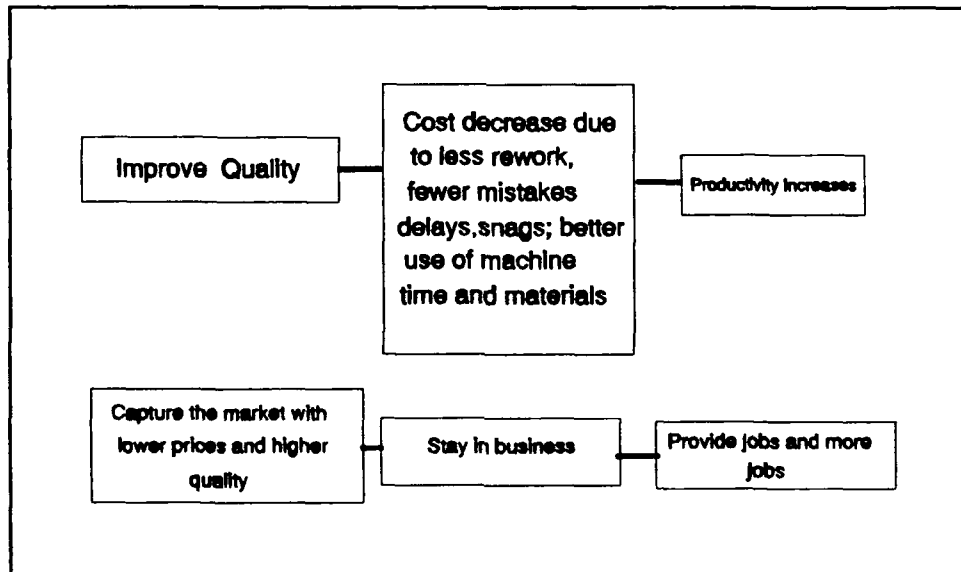 Improve Quality
Cost decrease due
to less rework,
fewer mistakes
delays,snags; better
use of machine
time and materials
Productivity Increases
Capture the market with
lower prices and higher
quality
Stay in business
Provide jobs and more
jobs